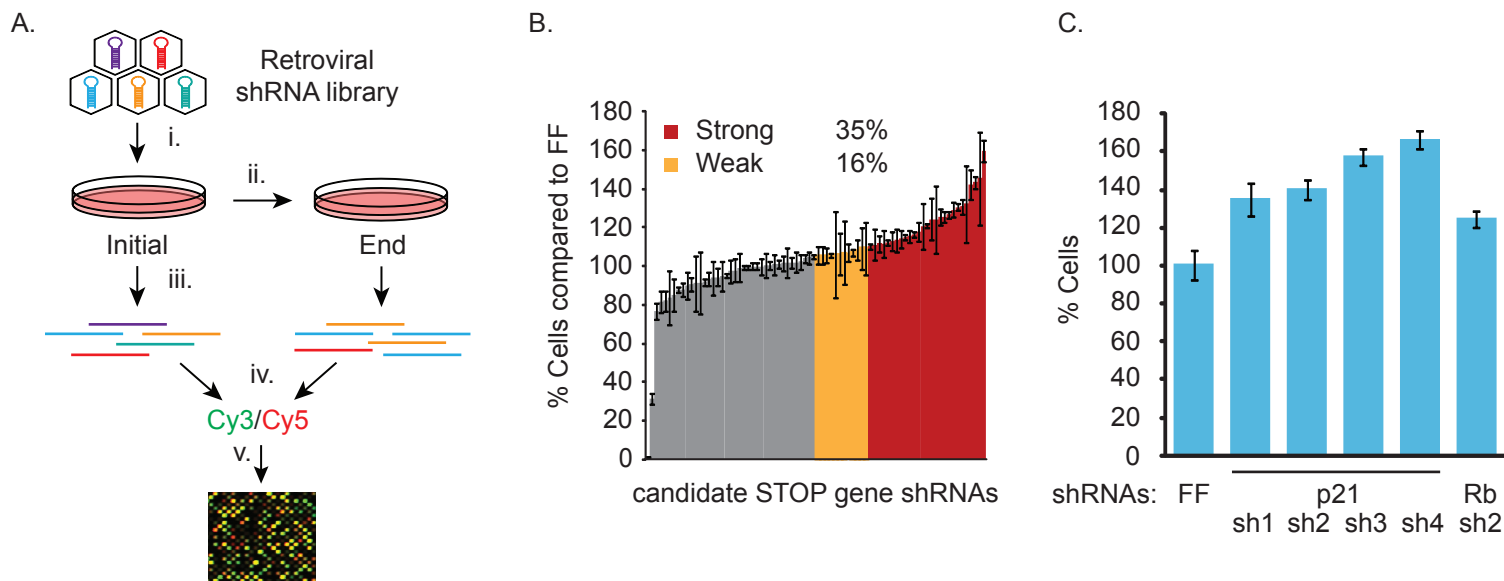 A.
Retroviral
shRNA library
i.
ii.
Initial
End
iii.
iv.
Cy3/Cy5
v.
B.
% Cells compared to FF
180
160
140
120
100
80
60
40
20
0
Strong 35%
Weak 16%
candidate STOP gene shRNAs
C.
% Cells
180
160
140
120
100
80
60
40
20
0
shRNAs: FF p21 Rb
sh1 sh2 sh3 sh4 sh2